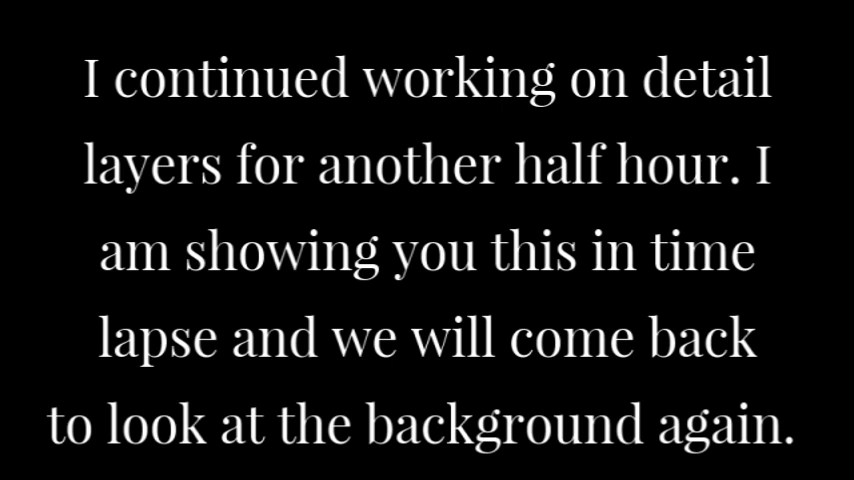 I continued working on detail
layers for another half hour. I
am showing you this in time
lapse and we will come back
to look at the background again.